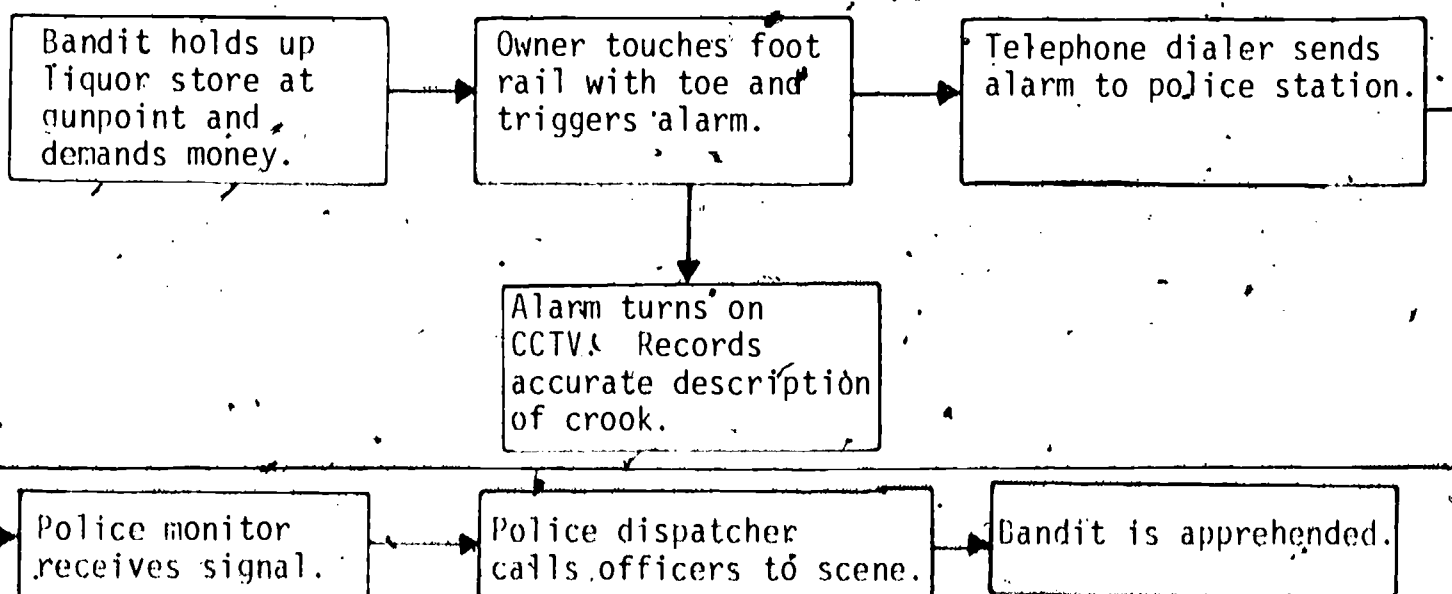 Bandit holds up
liquor store at
gunpoint and
demands money.
Owner touches foot
rail with toe and
triggers alarm.
Telephone dialer sends
alarm to police station.
Alarm turns on
CCTV. Records
accurate description
of crook.
Police monitor
receives signal.
Police dispatcher
calls officers to scene.
Bandit is apprehended.